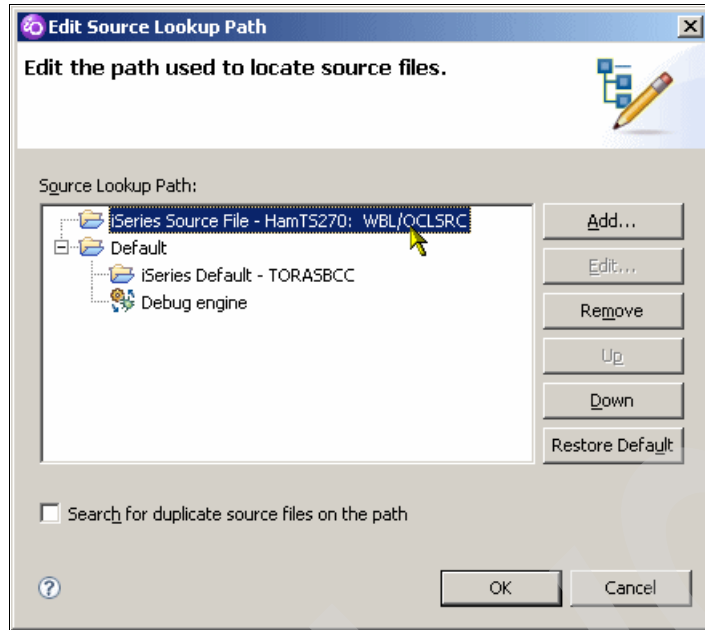 Edit Source Lookup Path
Edit the path used to locate source files.
Source Lookup Path:
iSeries Source File - HamTS270: WBL/QCLSRC
Default
iSeries Default - TORASBCC
Debug engine
Add...
Edit...
Remove
Up
Down
Restore Default
Search for duplicate source files on the path
OK
Cancel